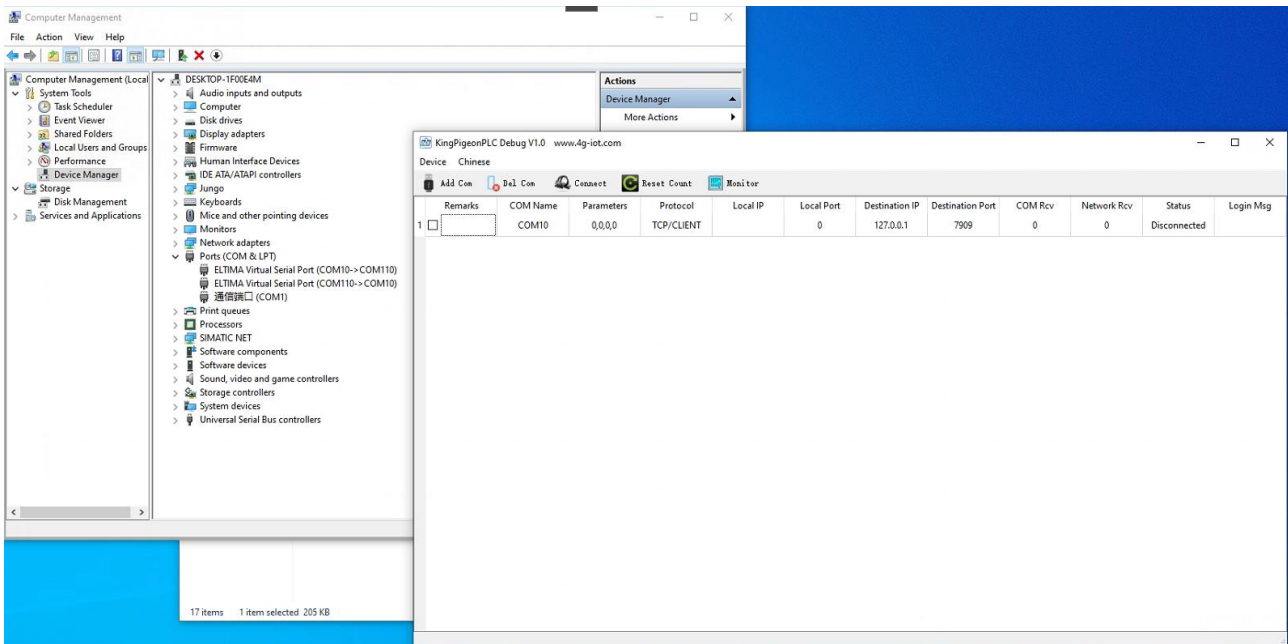 Computer Management
File Action View Help
Computer Management (Local
System Tools
Task Scheduler
Event Viewer
Shared Folders
Local Users and Groups
Performance
Device Manager
Storage
Disk Management
Services and Applications
DESKTOP-1F00E4M
Audio inputs and outputs
Computer
Disk drives
Display adapters
Firmware
Human Interface Devices
IDE ATA/ATAPI controllers
Jungo
Keyboards
Mice and other pointing devices
Monitors
Network adapters
Ports (COM & LPT)
ELTIMA Virtual Serial Port (COM10->COM110)
ELTIMA Virtual Serial Port (COM110->COM10)
通信端口 (COM1)
Print queues
Processors
SIMATIC NET
Software components
Software devices
Sound, video and game controllers
Storage controllers
System devices
Universal Serial Bus controllers
Actions
Device Manager
More Actions
KingPigeonPLC Debug V1.0 www.4g-iot.com
Device Chinese
Add Com Del Com Connect Reset Count Monitor
Remarks COM Name Parameters Protocol Local IP Local Port Destination IP Destination Port COM Rcv Network Rcv Status Login Msg
1 COM10 0,0,0,0 TCP/CLIENT 0 127.0.0.1 7909 0 0 Disconnected
17 items 1 item selected 205 KB